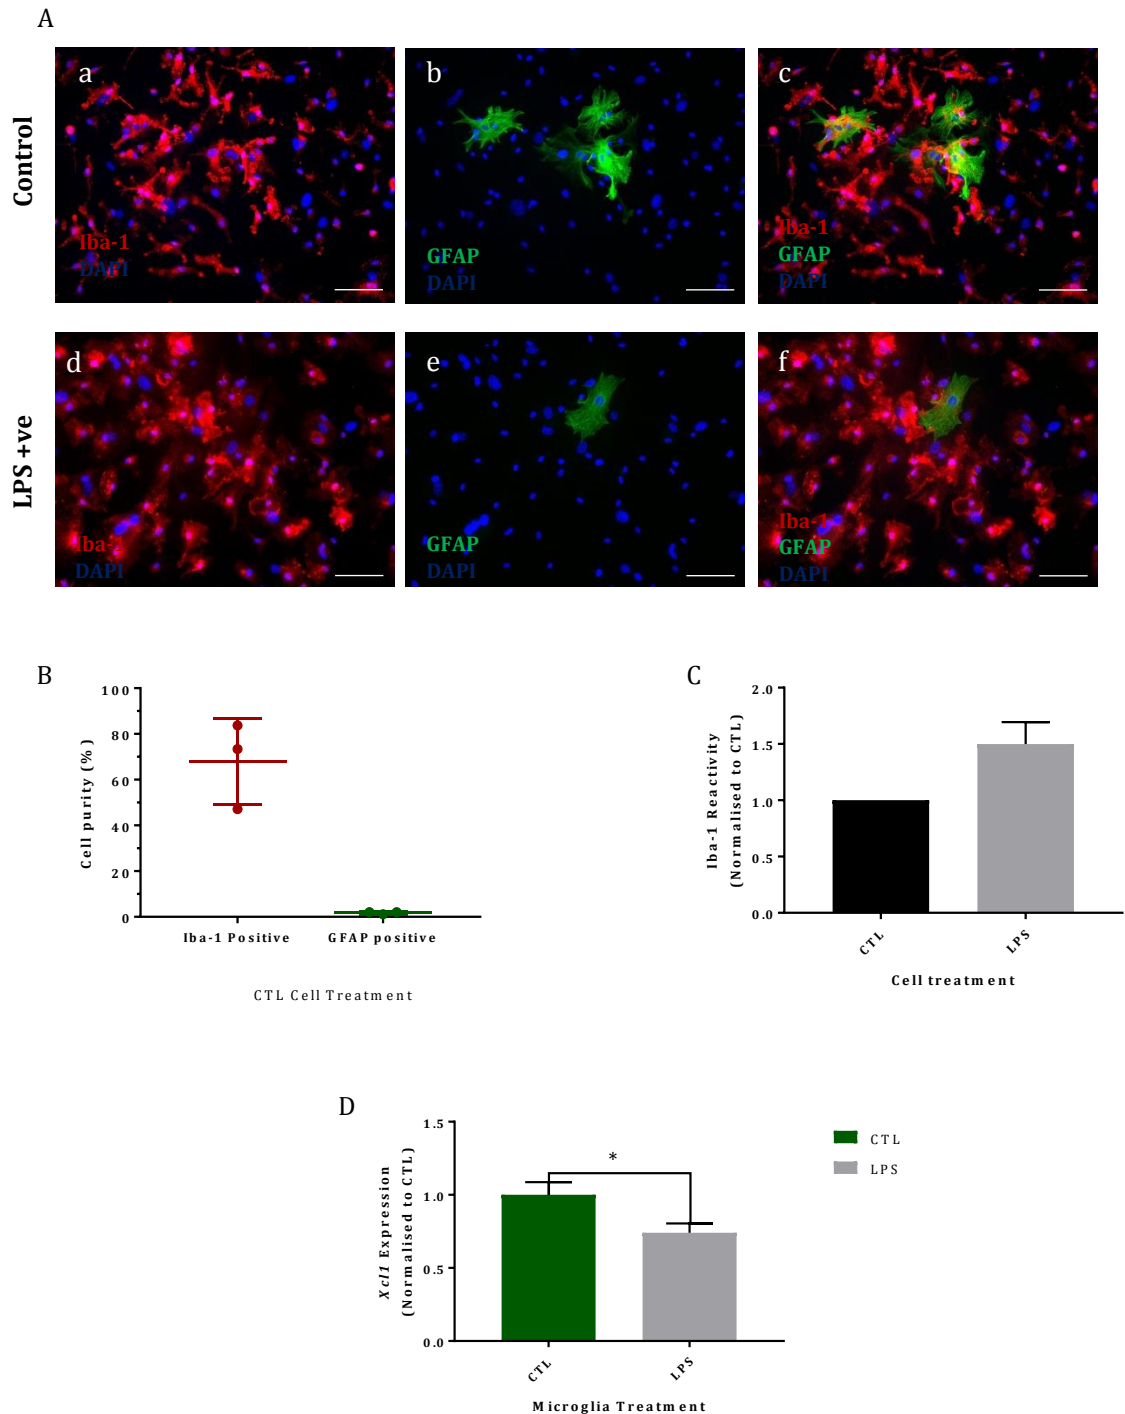 A
Control
a
Iba-1
DAPI
b
GFAP
DAPI
c
Iba-1
GFAP
DAPI
LPS +ve
d
Iba-1
DAPI
e
GFAP
DAPI
f
Iba-1
GFAP
DAPI
B
Cell purity (%)
100
80
60
40
20
0
Iba-1 Positive
GFAP positive
CTL Cell Treatment
C
Iba-1 Reactivity
(Normalised to CTL)
2.0
1.5
1.0
0.5
0.0
CTL
LPS
Cell treatment
D
Xcl1 Expression
(Normalised to CTL)
1.5
1.0
0.5
0.0
*
CTL
LPS
Microglia Treatment
CTL
LPS